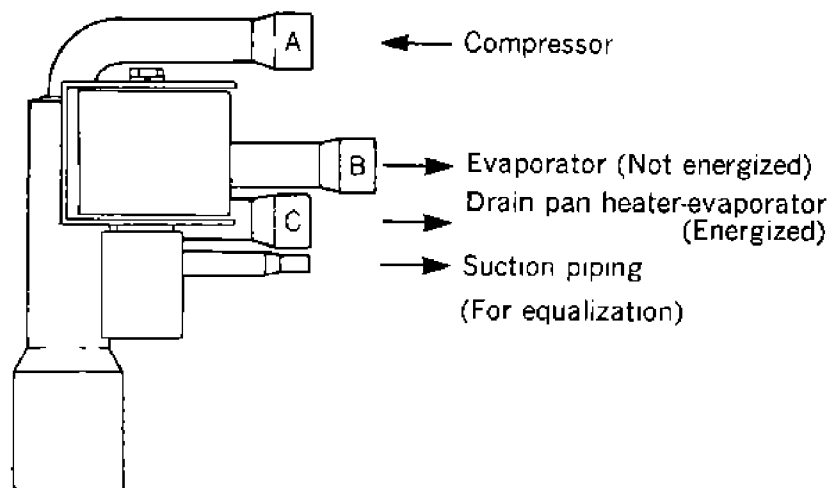 A
Compressor
B
Evaporator (Not energized)
C
Drain pan heater-evaporator
(Energized)
Suction piping
(For equalization)